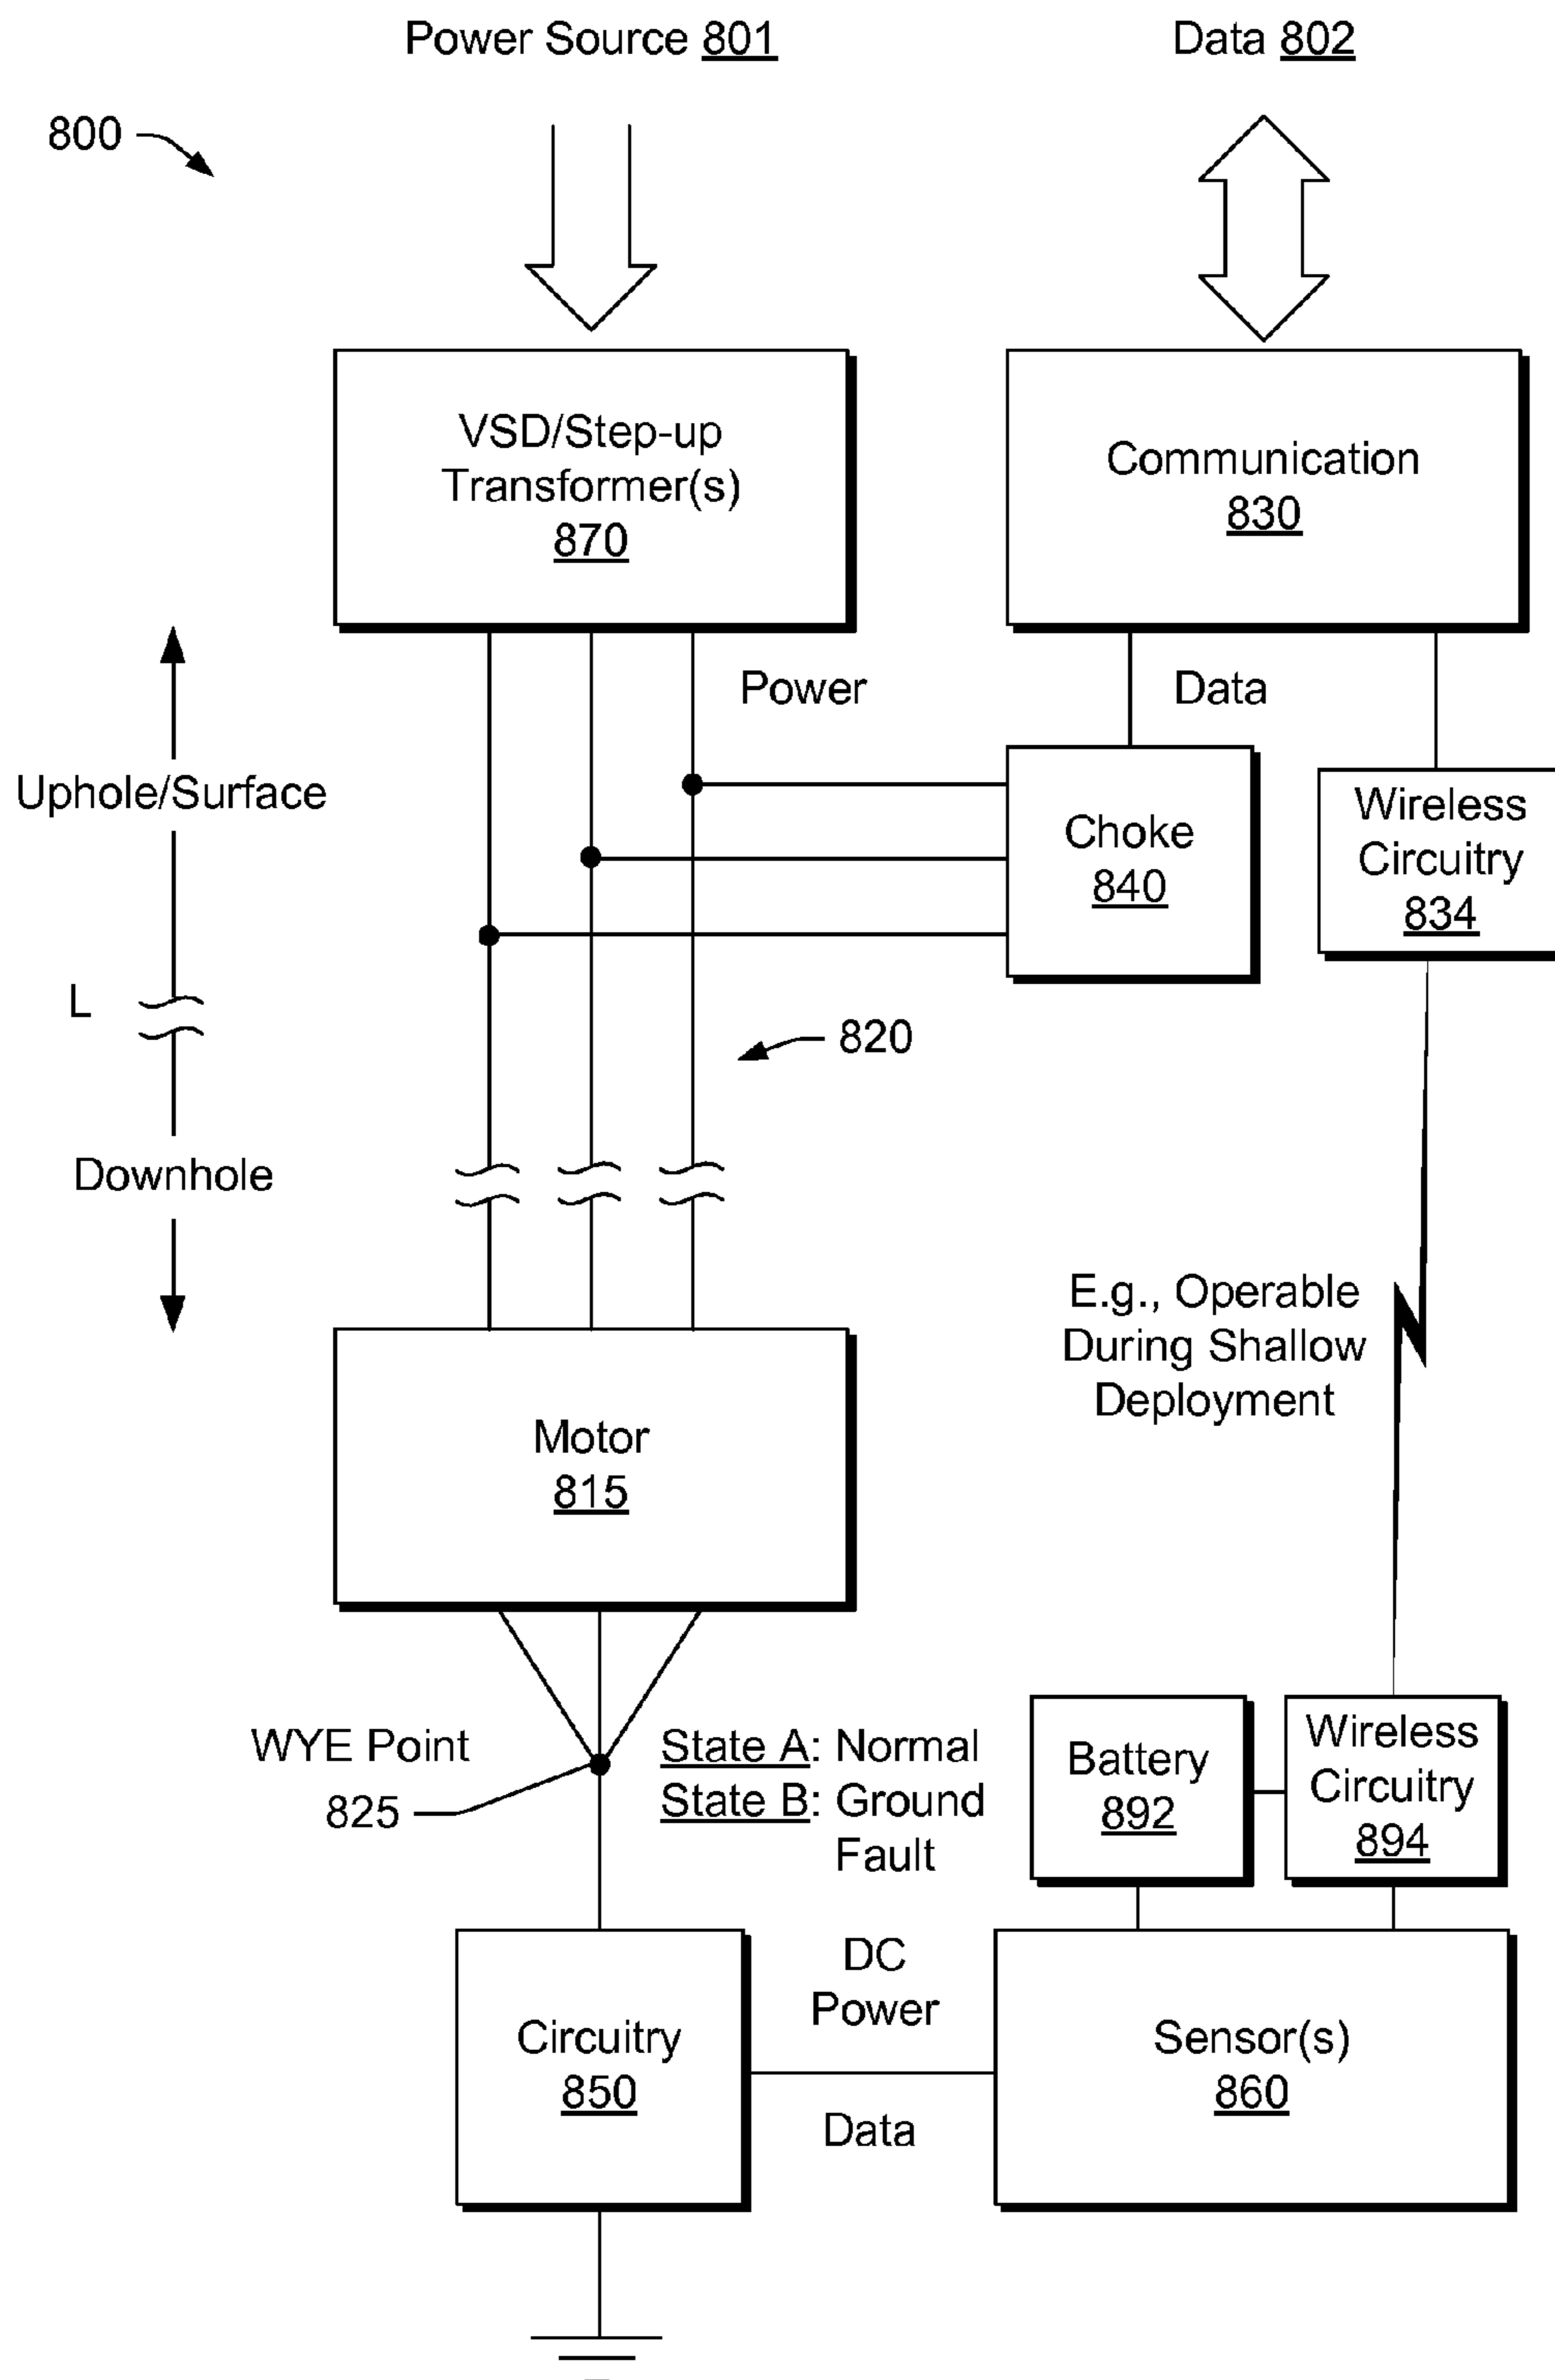 Power Source 801
Data 802
800
VSD/Step-up
Transformer(s)
870
Communication
830
Power
Data
Uphole/Surface
Choke
840
Wireless
Circuitry
834
L
820
Downhole
E.g., Operable
During Shallow
Deployment
Motor
815
WYE Point
825
State A: Normal
State B: Ground
Fault
Battery
892
Wireless
Circuitry
894
DC
Power
Circuitry
850
Data
Sensor(s)
860